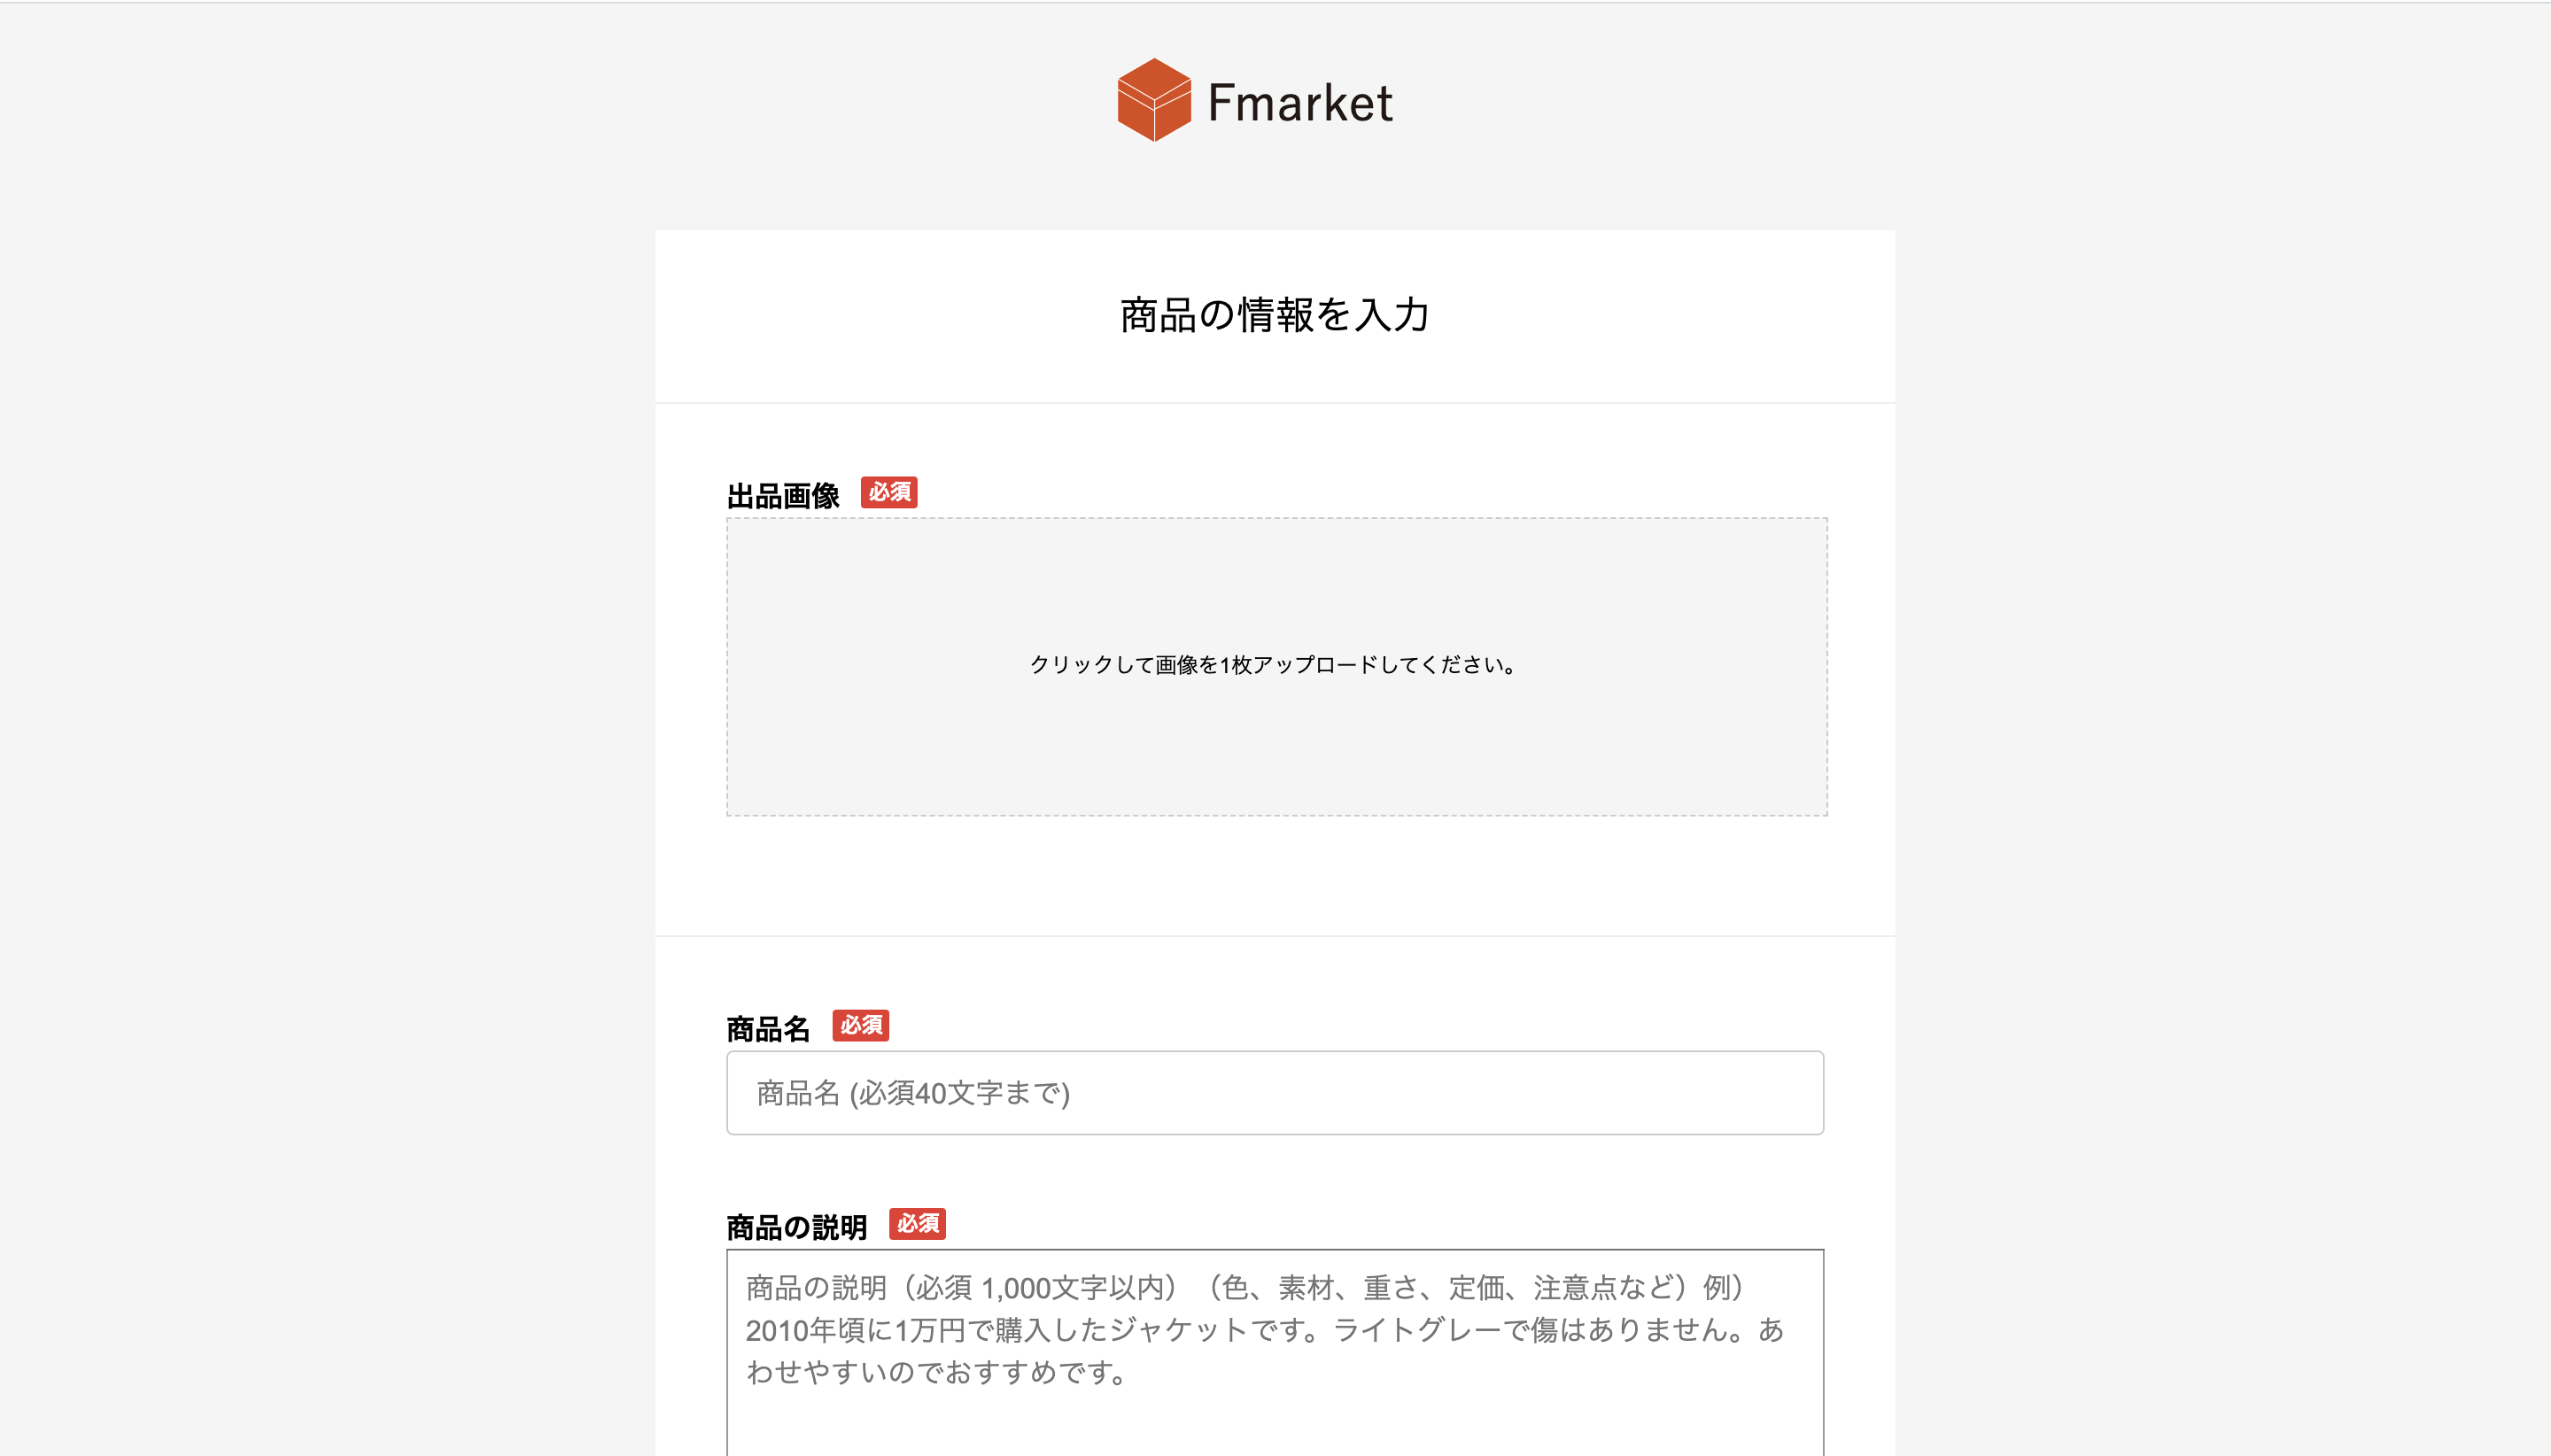 Fmarket
商品の情報を入力
出品画像 必須
クリックして画像を1枚アップロードしてください。
商品名 必須
商品名 (必須40文字まで)
商品の説明 必須
商品の説明（必須 1,000文字以内）（色、素材、重さ、定価、注意点など）例）
2010年頃に1万円で購入したジャケットです。ライトグレーで傷はありません。あ
わせやすいのでおすすめです。